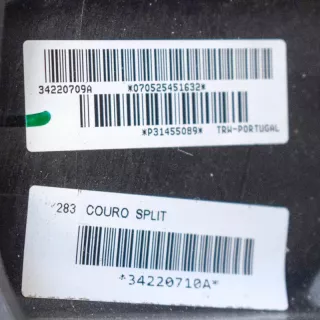 34220709A *070525451632*
*P31455089* TRW-PORTUGAL
283 COURO SPLIT
*34220710A*